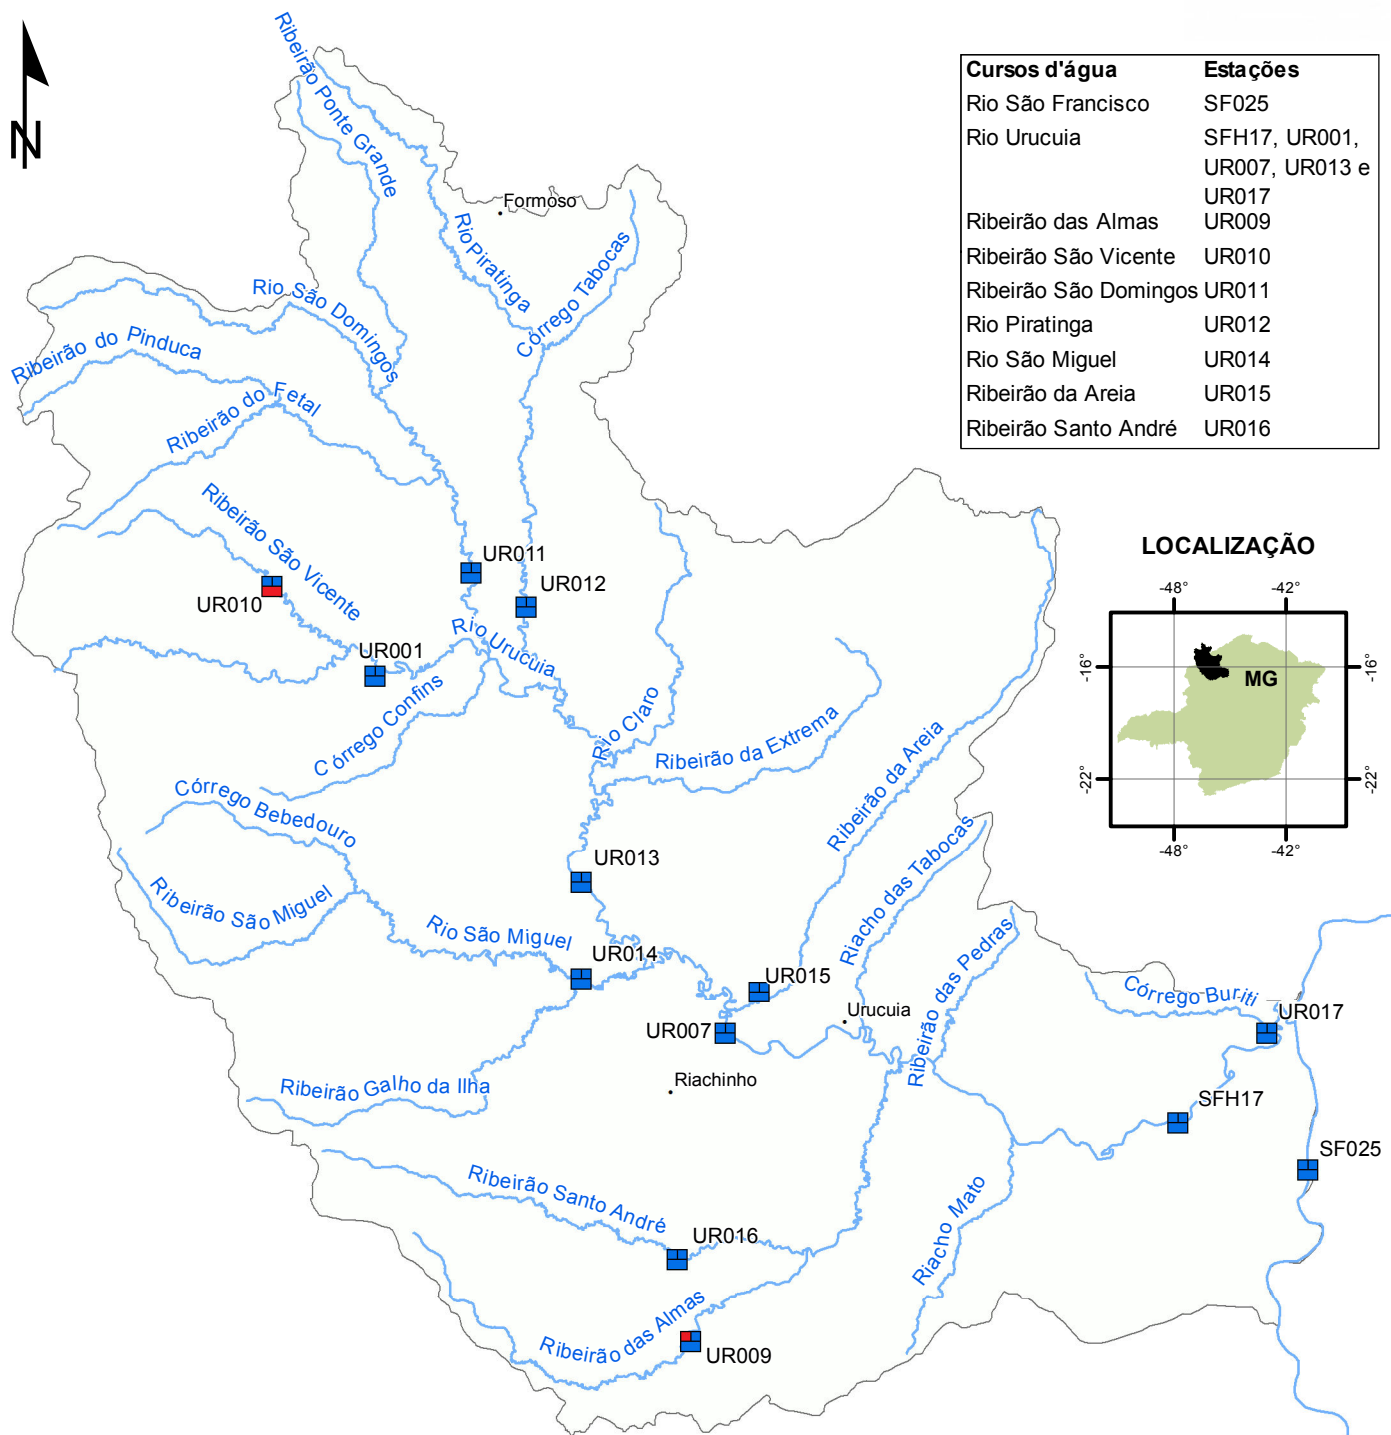 N
Cursos d'água Estações
Rio São Francisco SF025
Rio Urucuia SFH17, UR001,
UR007, UR013 e
UR017
Ribeirão das Almas UR009
Ribeirão São Vicente UR010
Ribeirão São Domingos UR011
Rio Piratinga UR012
Rio São Miguel UR014
Ribeirão da Areia UR015
Ribeirão Santo André UR016
Ribeirão Ponte Grande
Formoso
Rio Piratinga
Córrego Tabocas
Rio São Domingos
Ribeirão do Pinduca
Ribeirão do Fetal
Ribeirão São Vicente
UR011
UR012
UR010
UR001
Rio Urucuia
Córrego Confins
Rio Claro
Ribeirão da Extrema
Ribeirão da Areia
Córrego Bebedouro
Ribeirão São Miguel
UR013
Rio São Miguel
UR014
Riacho das Tabocas
UR015
Urucuia
UR007
Ribeirão das Pedras
Córrego Buriti
UR017
Riachinho
Ribeirão Galho da Ilha
SFH17
SF025
Ribeirão Santo André
UR016
Riacho Mato
Ribeirão das Almas
UR009
LOCALIZAÇÃO
-48° -42°
-16° -16°
MG
-22° -22°
-48° -42°